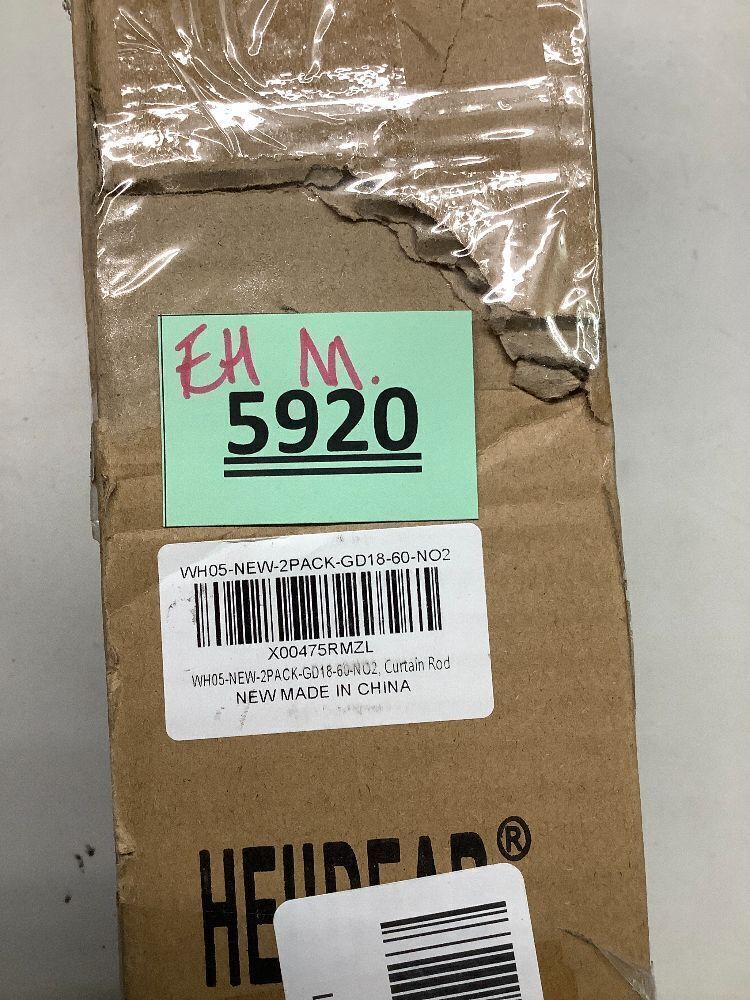 EH M.
5920
WH05-NEW-2PACK-GD18-60-NO2
X00475RMZL
WH05-NEW-2PACK-GD18-60-NO2, Curtain Rod
NEW MADE IN CHINA
®